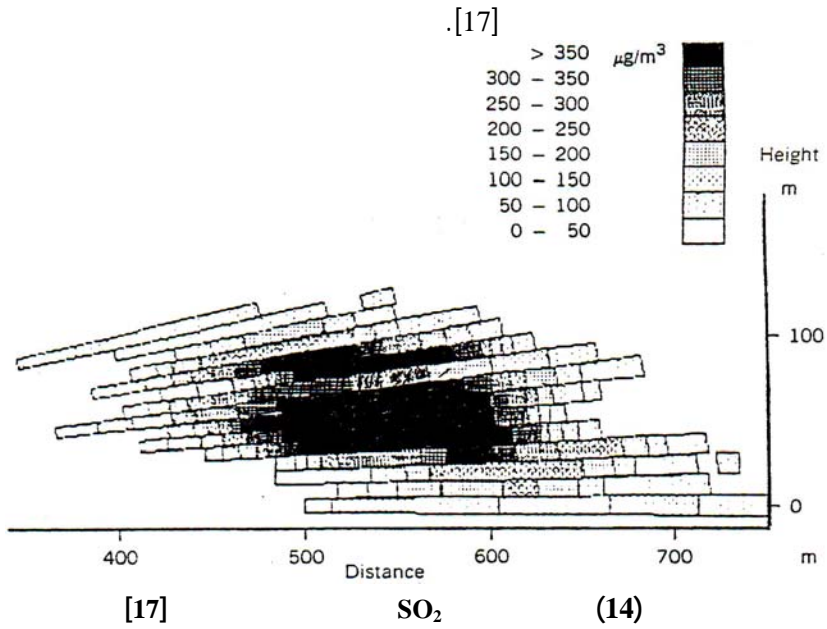 .[17]
> 350 μg/m³
300 – 350
250 – 300
200 – 250
150 – 200
100 – 150
50 – 100
0 – 50
Height
m
100
0
400 500 600 700 m
Distance
[17] SO₂ (14)